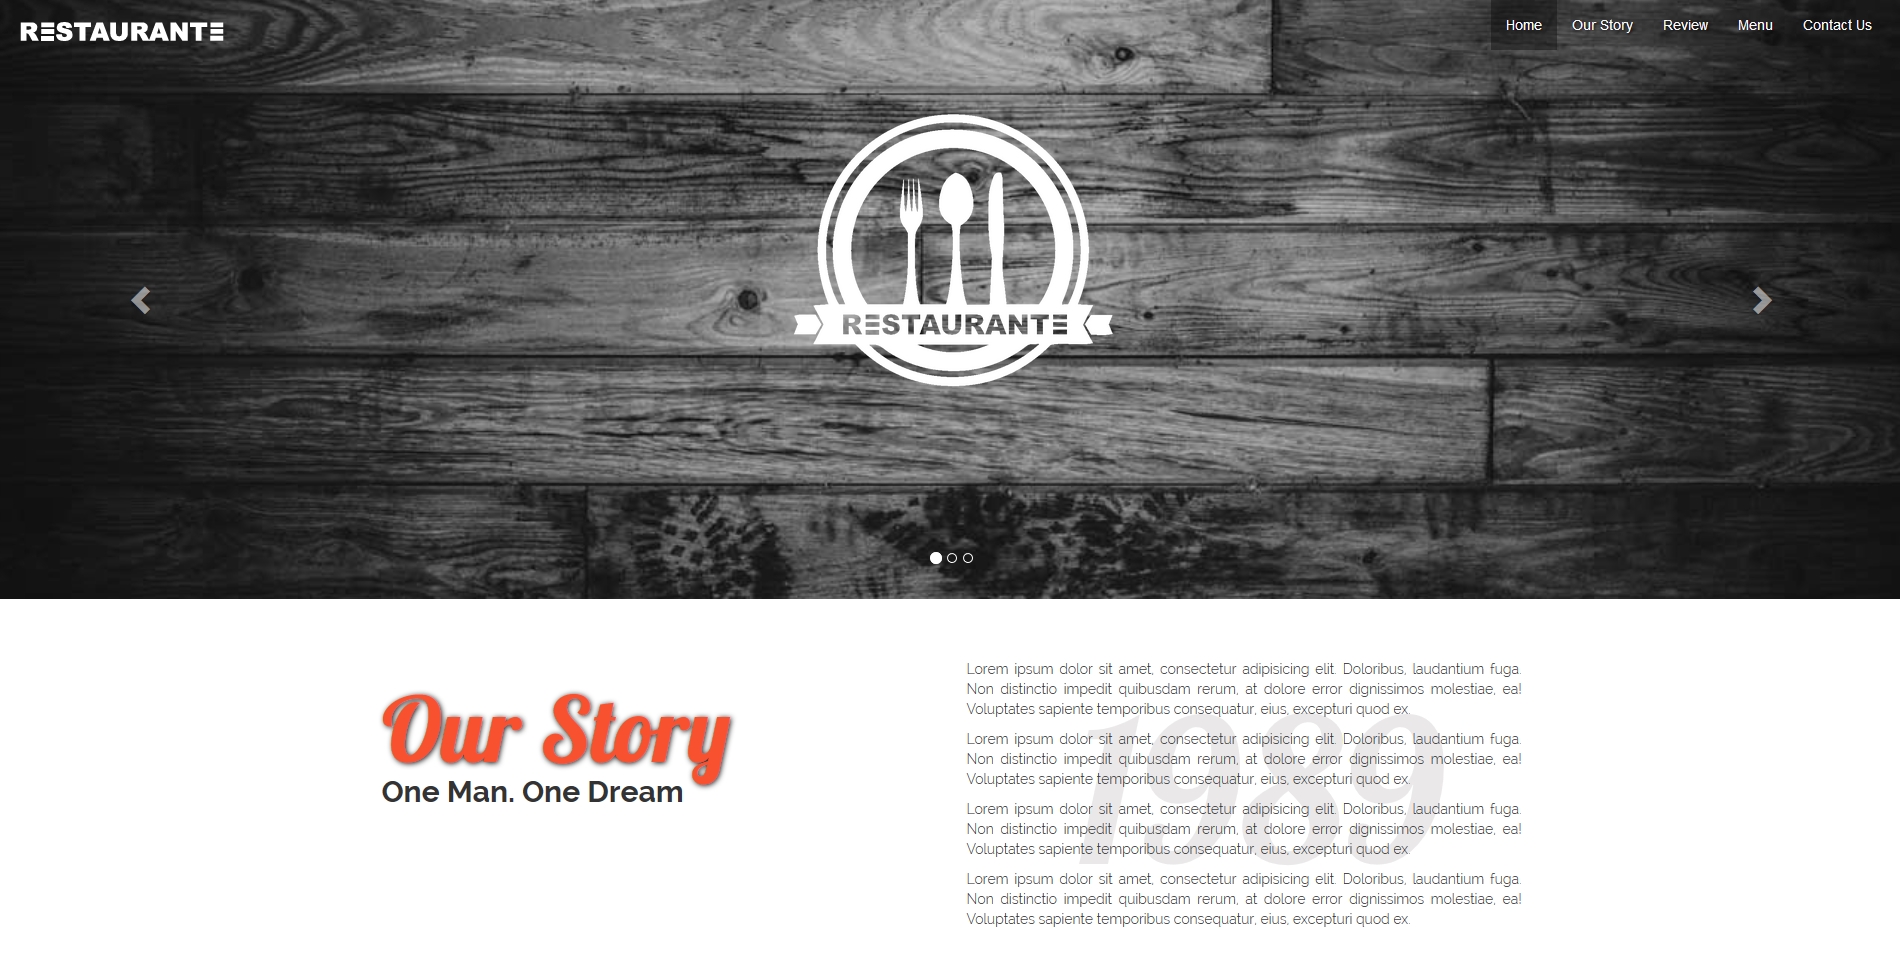 RESTAURANTE
Home Our Story Review Menu Contact Us
RESTAURANTE
Our Story
One Man. One Dream
1989
Lorem ipsum dolor sit amet, consectetur adipisicing elit. Doloribus, laudantium fuga.
Non distinctio impedit quibusdam rerum, at dolore error dignissimos molestiae, ea!
Voluptates sapiente temporibus consequatur, eius, excepturi quod ex.
Lorem ipsum dolor sit amet, consectetur adipisicing elit. Doloribus, laudantium fuga.
Non distinctio impedit quibusdam rerum, at dolore error dignissimos molestiae, ea!
Voluptates sapiente temporibus consequatur, eius, excepturi quod ex.
Lorem ipsum dolor sit amet, consectetur adipisicing elit. Doloribus, laudantium fuga.
Non distinctio impedit quibusdam rerum, at dolore error dignissimos molestiae, ea!
Voluptates sapiente temporibus consequatur, eius, excepturi quod ex.
Lorem ipsum dolor sit amet, consectetur adipisicing elit. Doloribus, laudantium fuga.
Non distinctio impedit quibusdam rerum, at dolore error dignissimos molestiae, ea!
Voluptates sapiente temporibus consequatur, eius, excepturi quod ex.